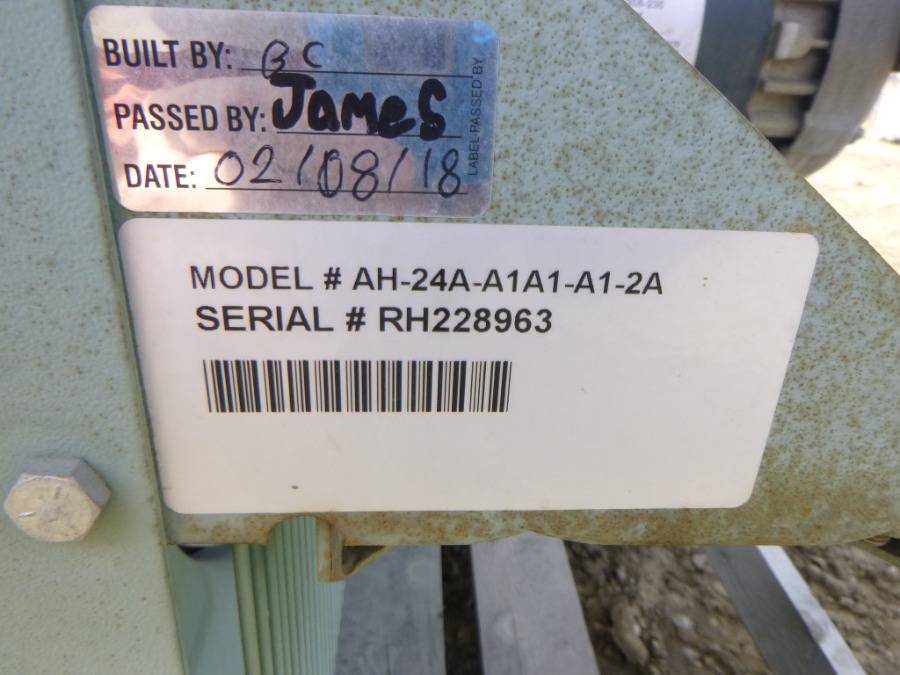 BUILT BY: BC
PASSED BY: James
DATE: 02/08/18
LABEL PASSED BY
MODEL # AH-24A-A1A1-A1-2A
SERIAL # RH228963